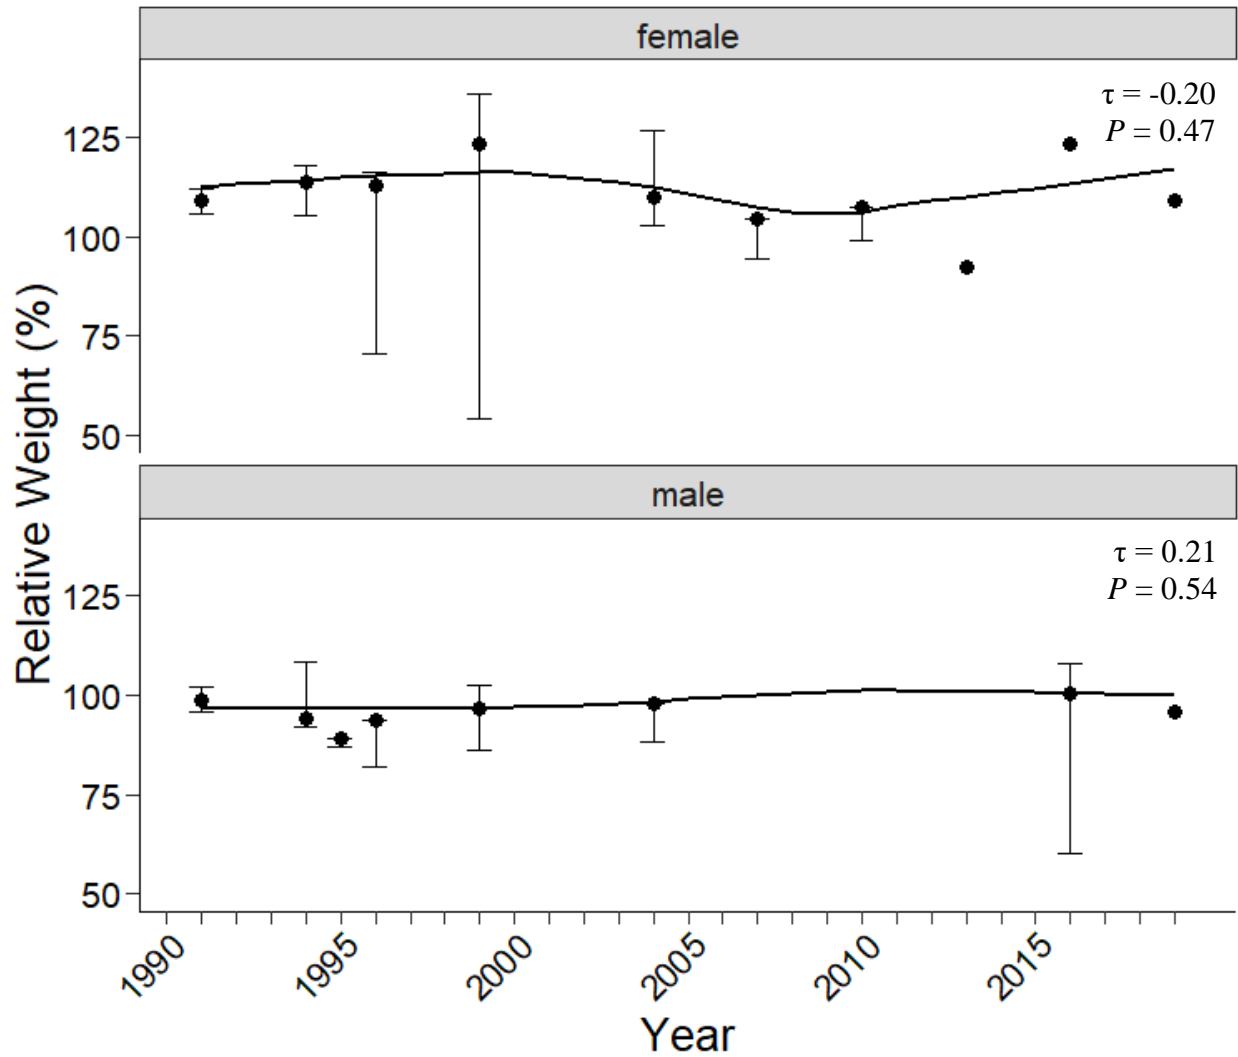 female
τ = -0.20
P = 0.47
125
100
75
50
male
τ = 0.21
P = 0.54
125
100
75
50
Relative Weight (%)
1990 1995 2000 2005 2010 2015
Year